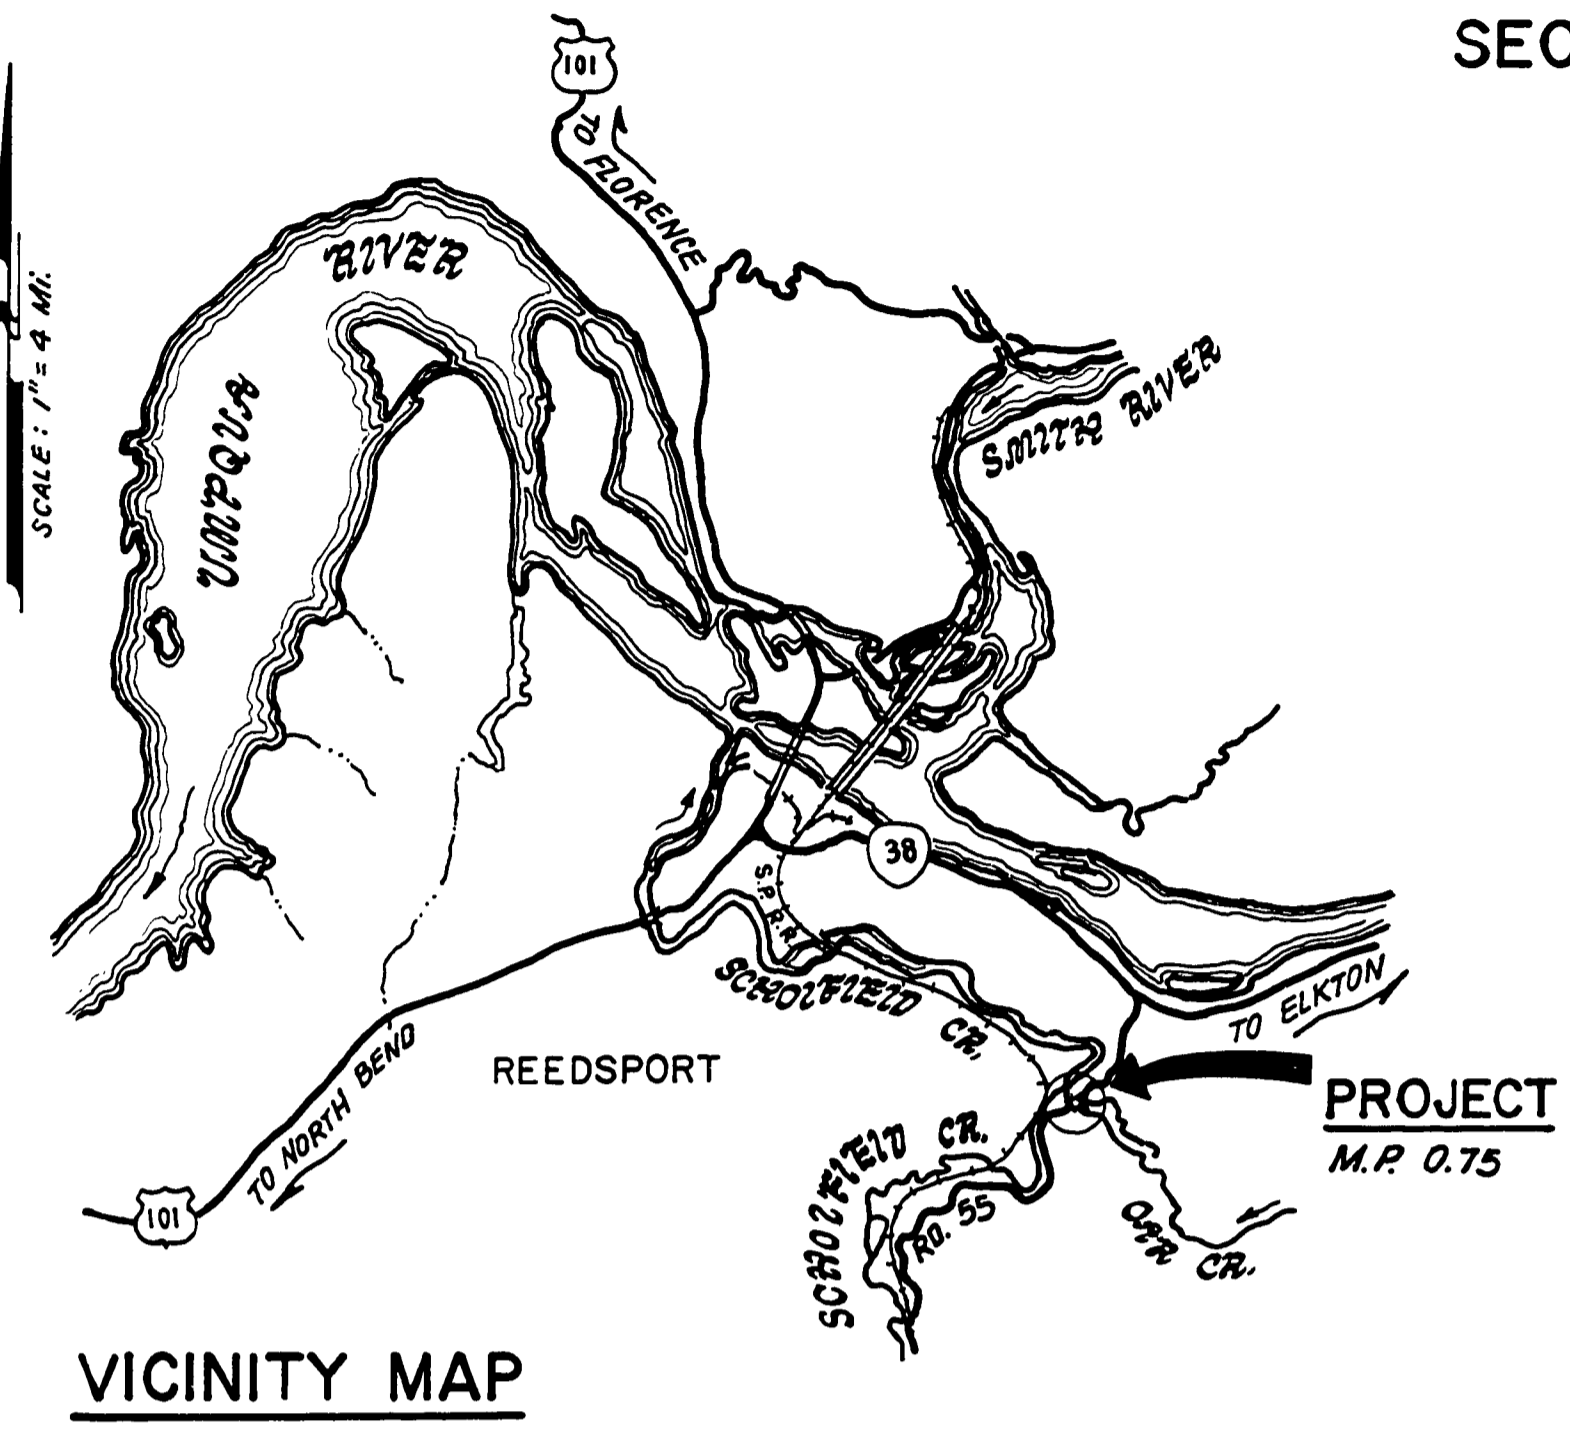 SEC
101
TO FLORENCE
RIVER
UMPQUA
SCALE: 1" = 4 Mi.
SMITH RIVER
38
S.P.R.R.
SCHOLFIELD CR.
TO ELKTON
TO NORTH BEND
REEDSPORT
PROJECT
M.P. 0.75
SCHOLFIELD CR.
RD. 55
ORR CR.
101
VICINITY MAP